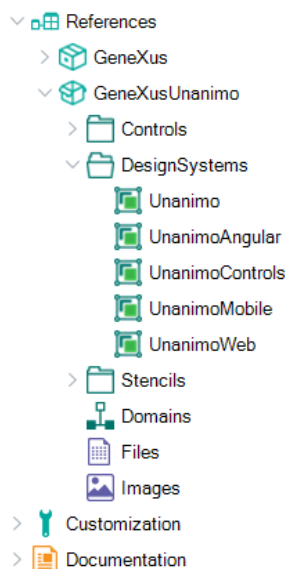 References
GeneXus
GeneXusUnanimo
Controls
DesignSystems
Unanimo
UnanimoAngular
UnanimoControls
UnanimoMobile
UnanimoWeb
Stencils
Domains
Files
Images
Customization
Documentation